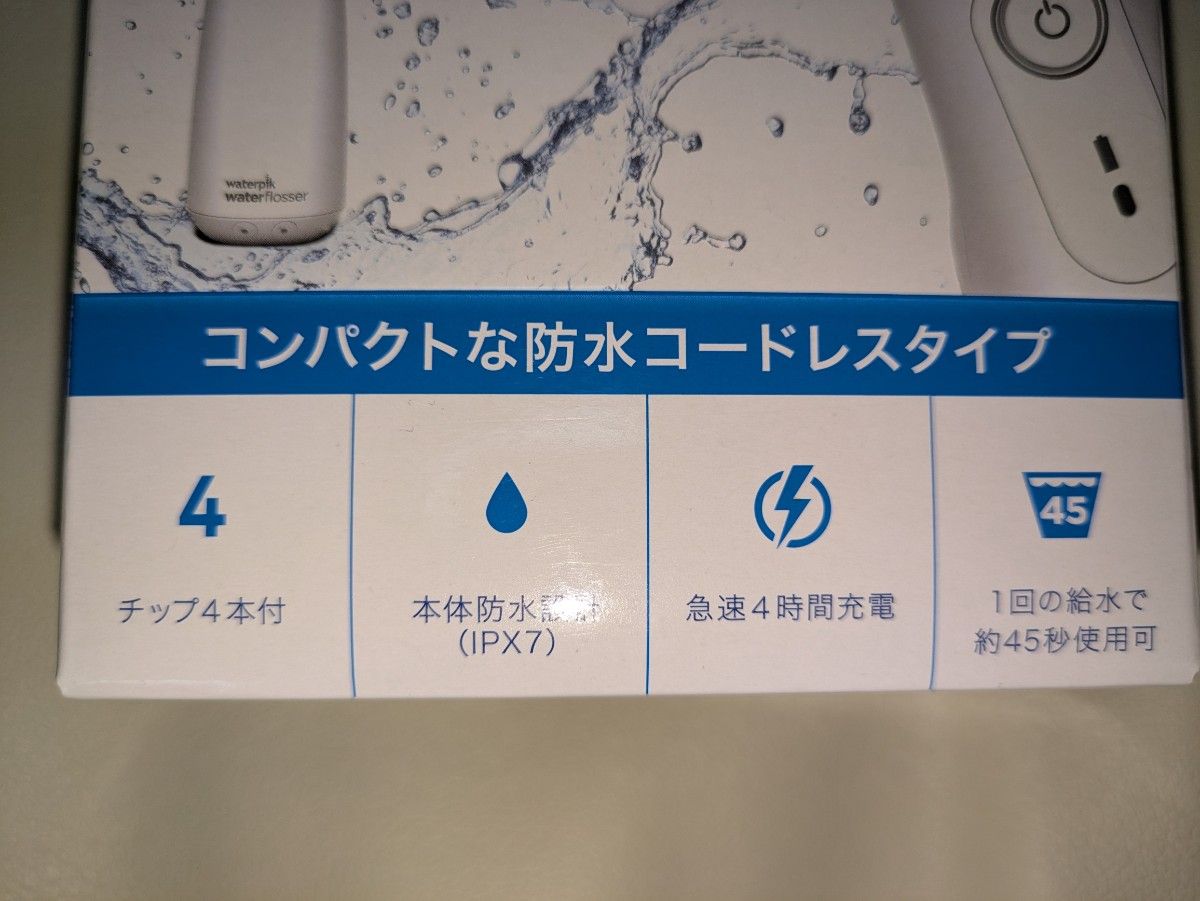 waterpik
waterflosser
コンパクトな防水コードレスタイプ
4
チップ4本付
本体防水設計
(IPX7)
急速4時間充電
45
1回の給水で
約45秒使用可